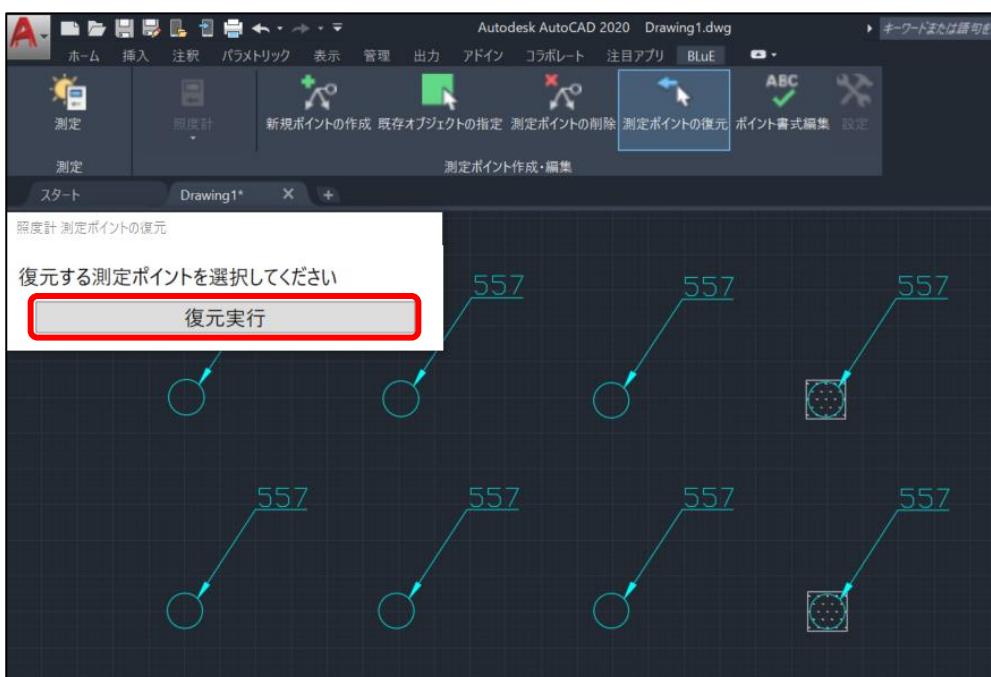 Autodesk AutoCAD 2020 Drawing1.dwg キーワードまたは語句を
ホーム 挿入 注釈 パラメトリック 表示 管理 出力 アドイン コラボレート 注目アプリ BLuE
ABC
測定 照度計 新規ポイントの作成 既存オブジェクトの指定 測定ポイントの削除 測定ポイントの復元 ポイント書式編集 設定
測定 測定ポイント作成・編集
スタート Drawing1* × +
照度計 測定ポイントの復元
復元する測定ポイントを選択してください
復元実行
557 557 557
557 557 557 557